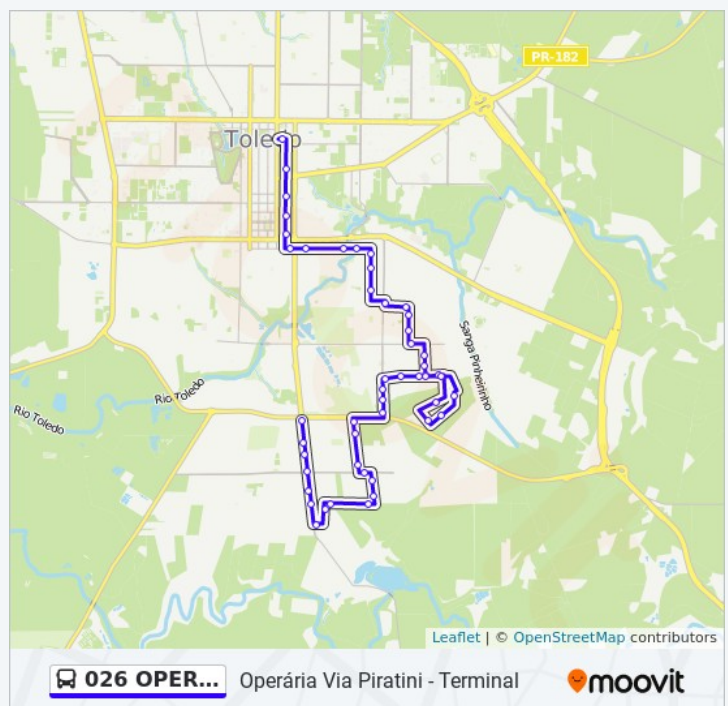 PR-182
Toledo
Sanga Pinheirinho
Rio Toledo
Rio Toledo
Leaflet | © OpenStreetMap contributors
026 OPER...
Operária Via Piratini - Terminal
moovit